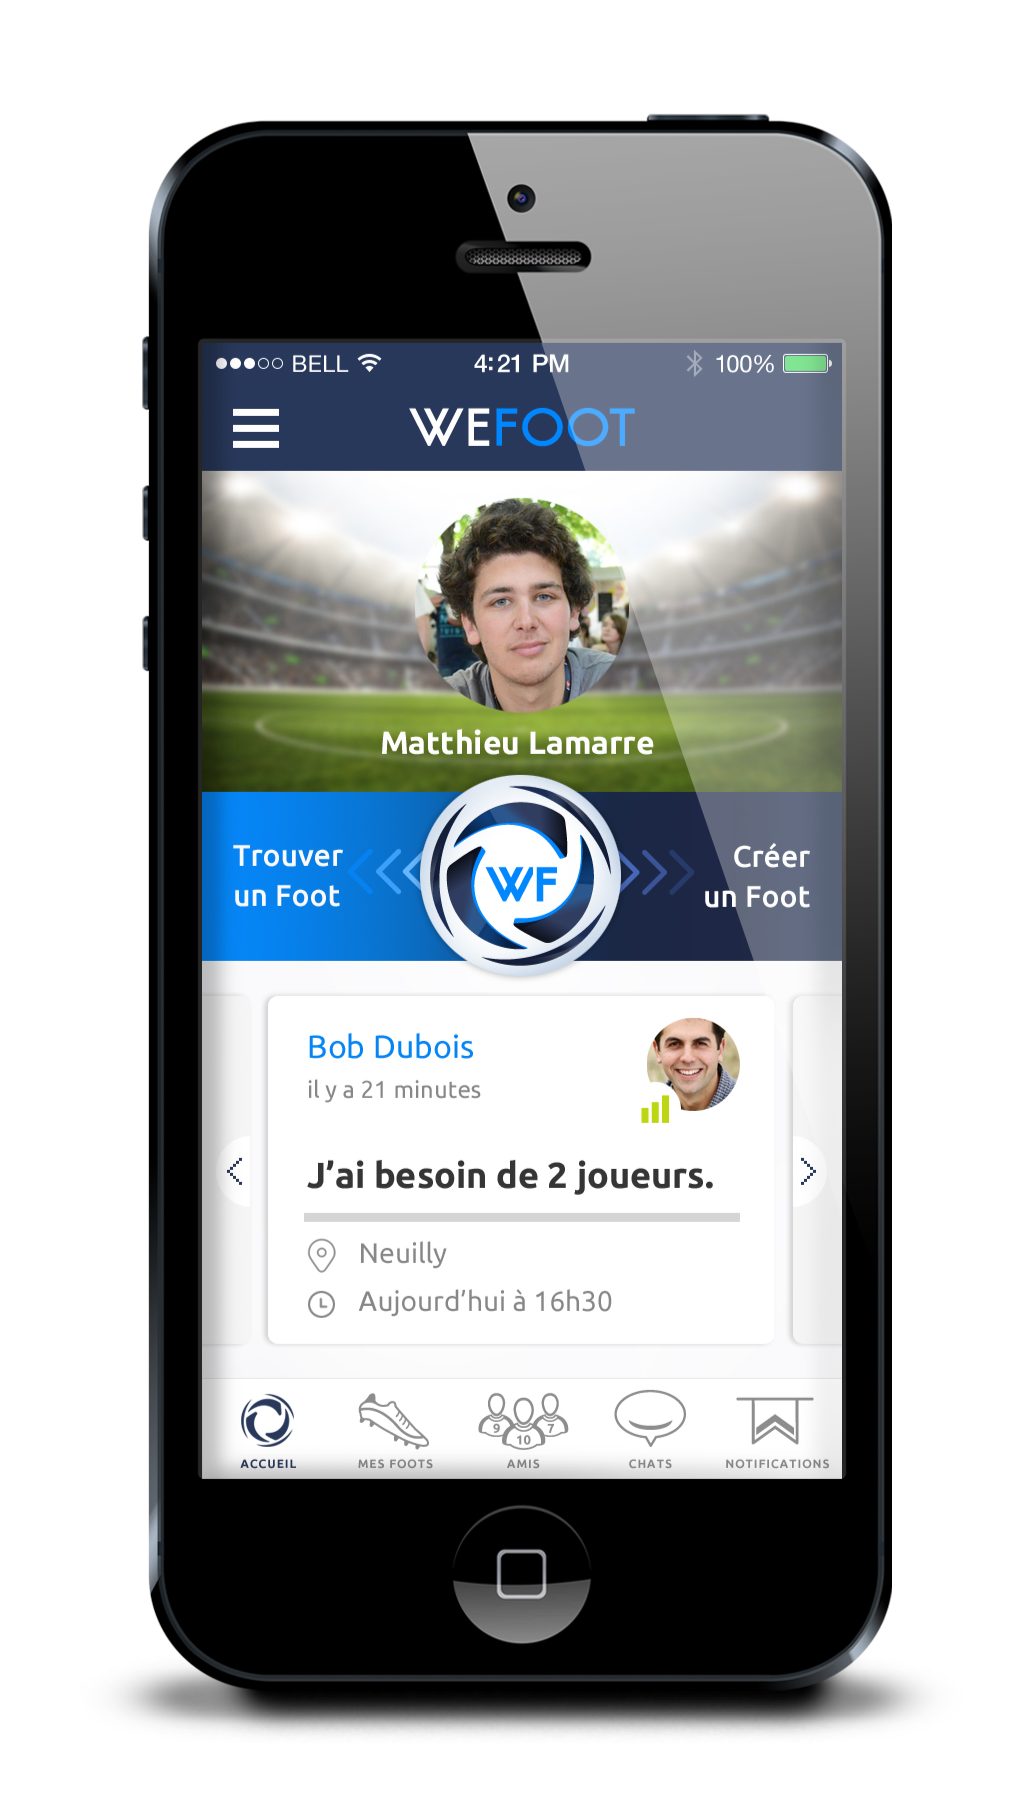 BELL 4:21 PM 100%
WEFOOT
Matthieu Lamarre
Trouver
un Foot
WF
Créer
un Foot
Bob Dubois
il y a 21 minutes
J’ai besoin de 2 joueurs.
Neuilly
Aujourd’hui à 16h30
9 10 7
ACCUEIL MES FOOTS AMIS CHATS NOTIFICATIONS